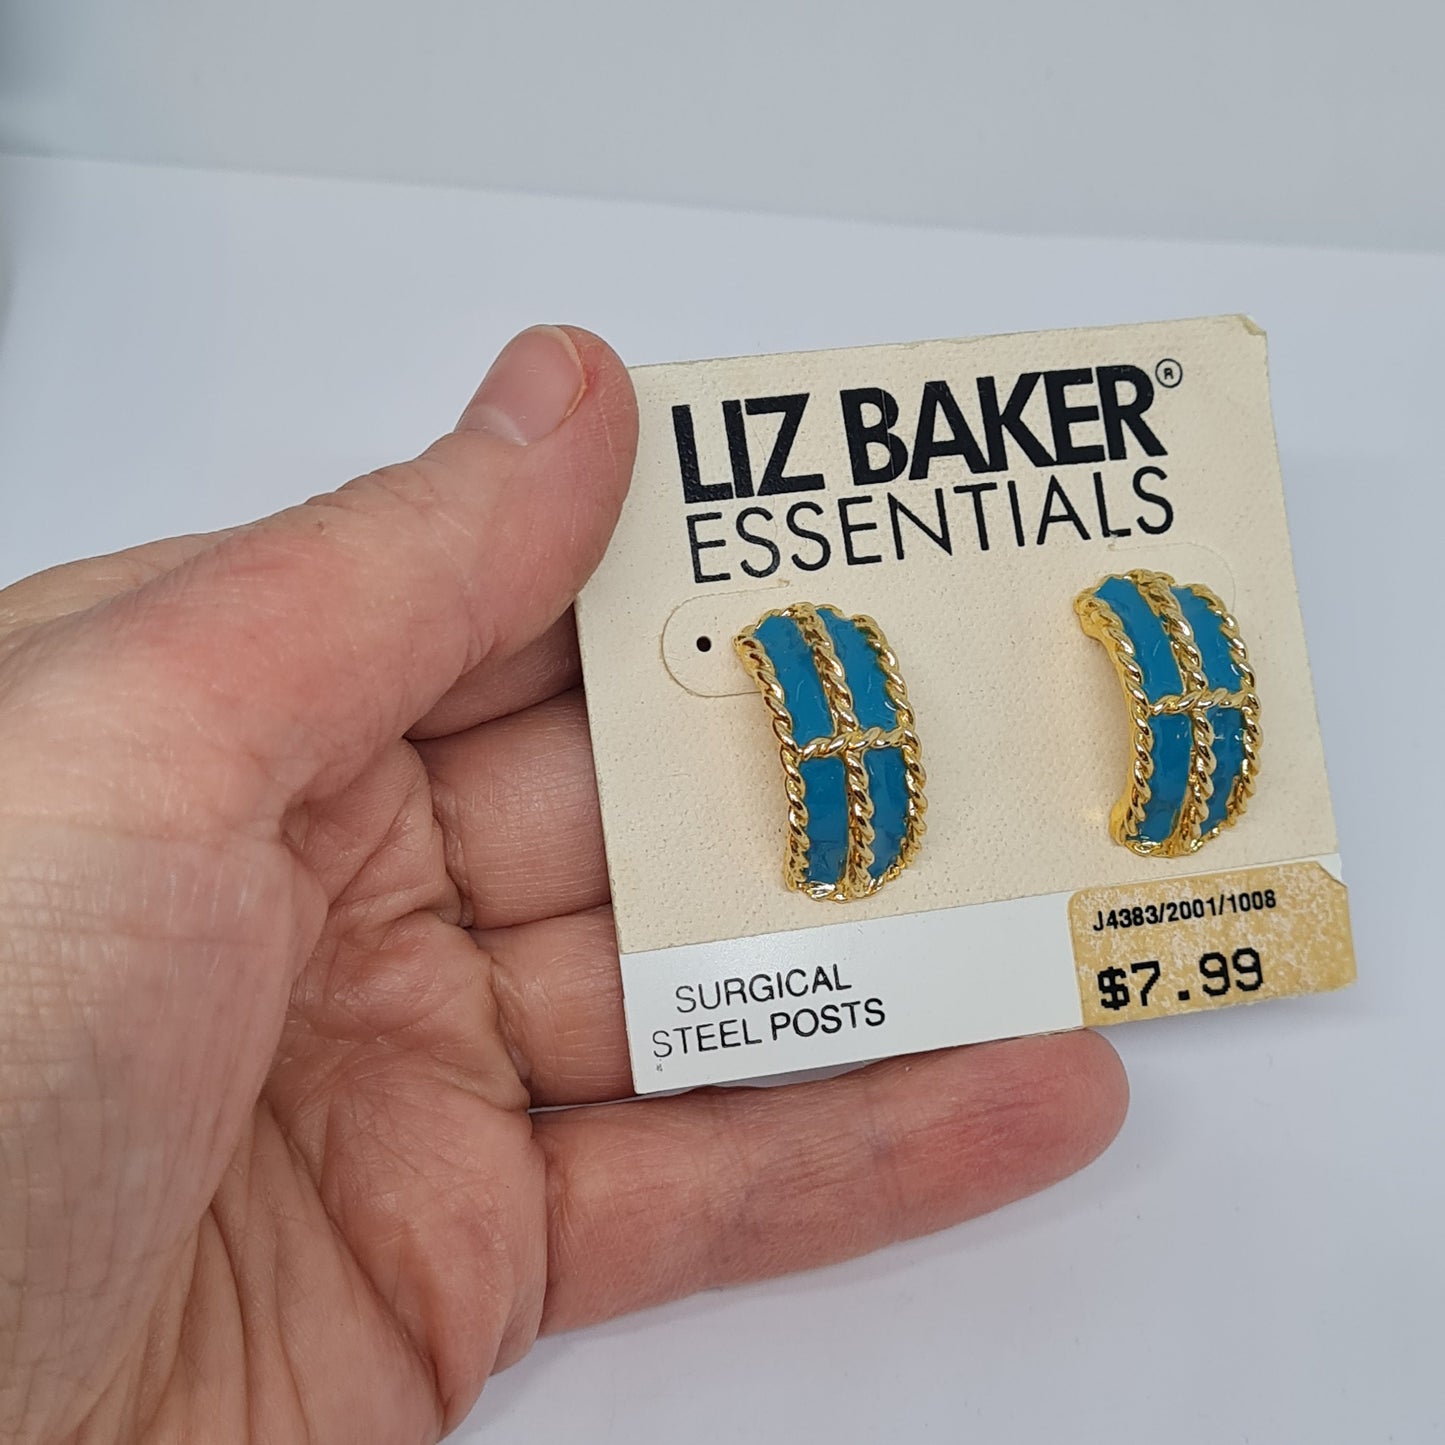 LIZ BAKER®
ESSENTIALS
SURGICAL
STEEL POSTS
J4383/2001/1008
$7.99